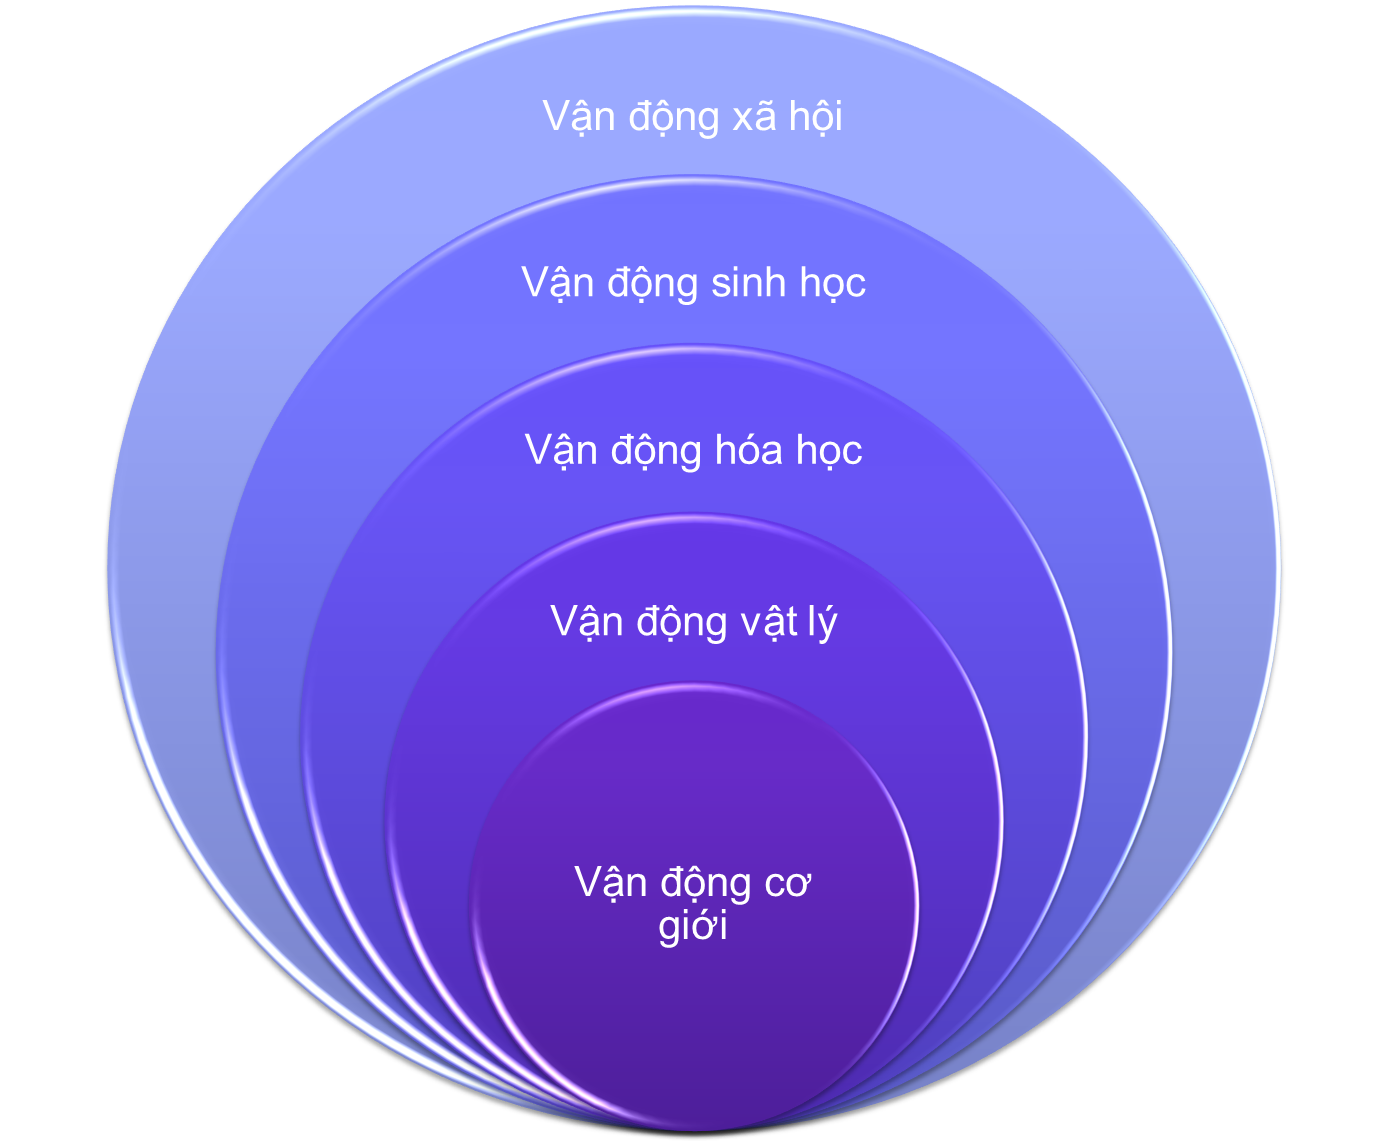 Vận động xã hội
Vận động sinh học
Vận động hóa học
Vận động vật lý
Vận động cơ
giới